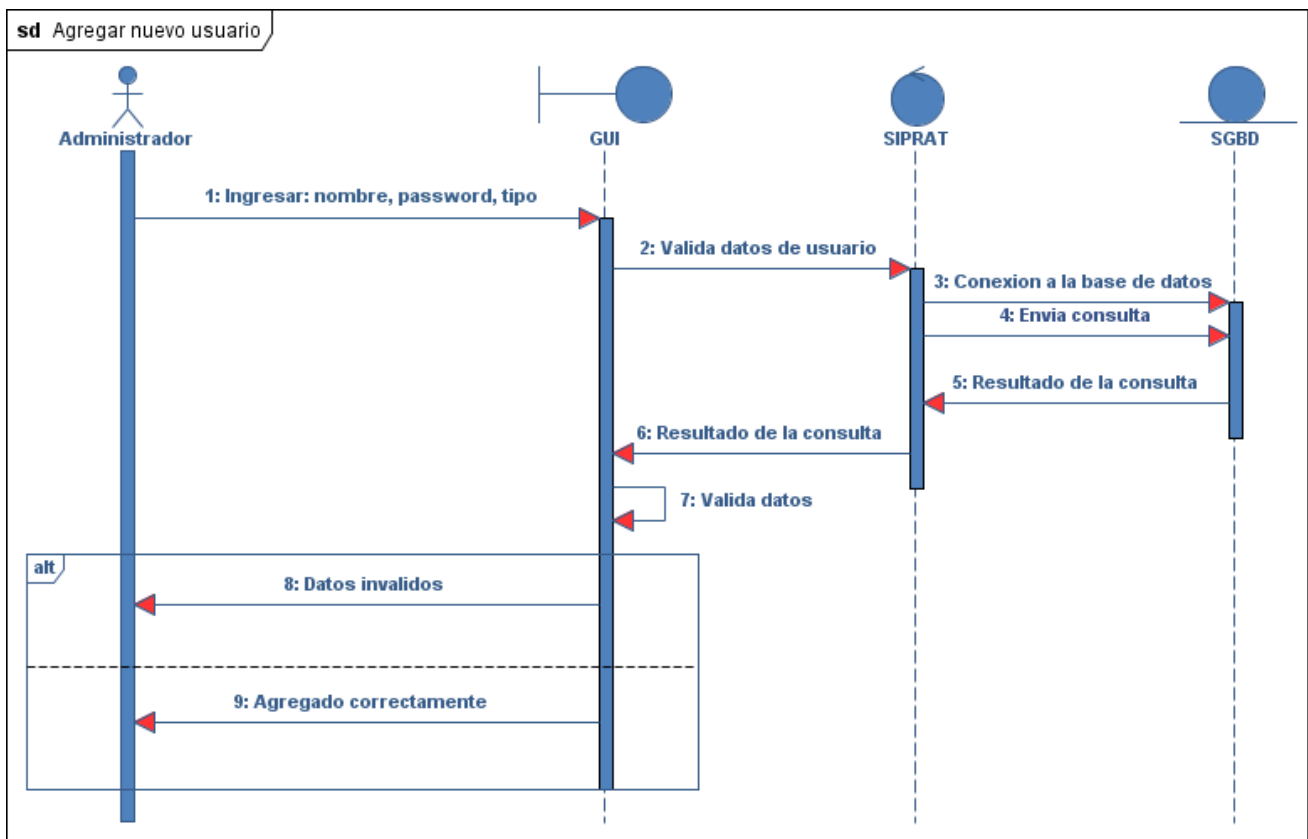 sd Agregar nuevo usuario
Administrador
GUI
SIPRAT
SGBD
1: Ingresar: nombre, password, tipo
2: Valida datos de usuario
3: Conexion a la base de datos
4: Envia consulta
5: Resultado de la consulta
6: Resultado de la consulta
7: Valida datos
alt
8: Datos invalidos
9: Agregado correctamente